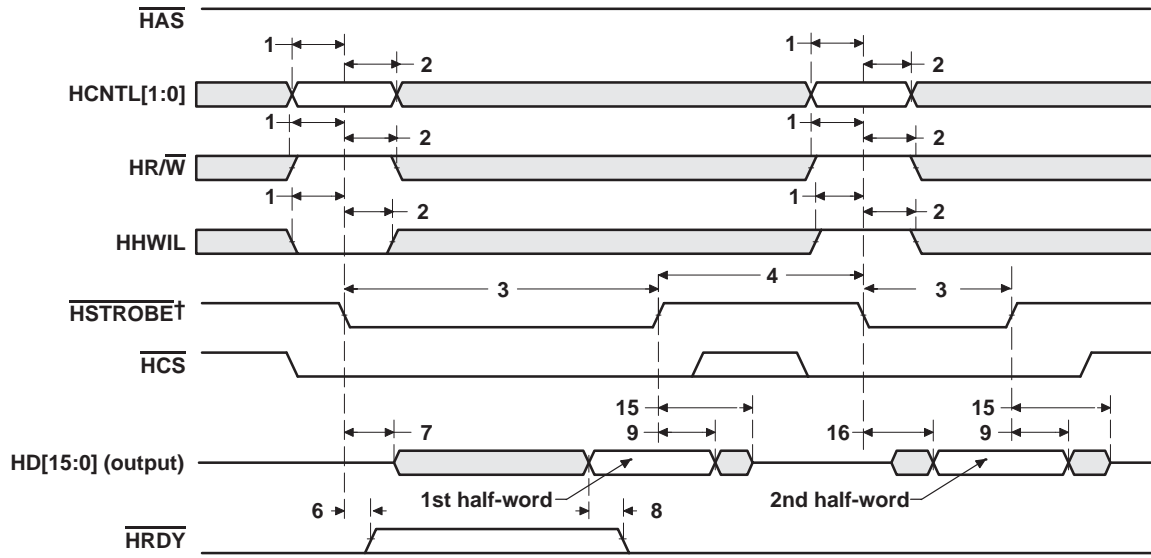 HAS
1 1
2 2
HCNTL[1:0]
1 1
2 2
HR/W
1 1
2 2
HHWIL
4
3 3
HSTROBE†
HCS
15 15
7 9 16 9
HD[15:0] (output)
1st half-word 2nd half-word
6 8
HRDY